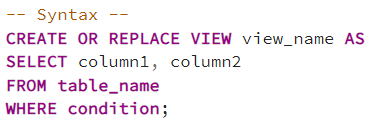 -- Syntax --
CREATE OR REPLACE VIEW view_name AS
SELECT column1, column2
FROM table_name
WHERE condition;